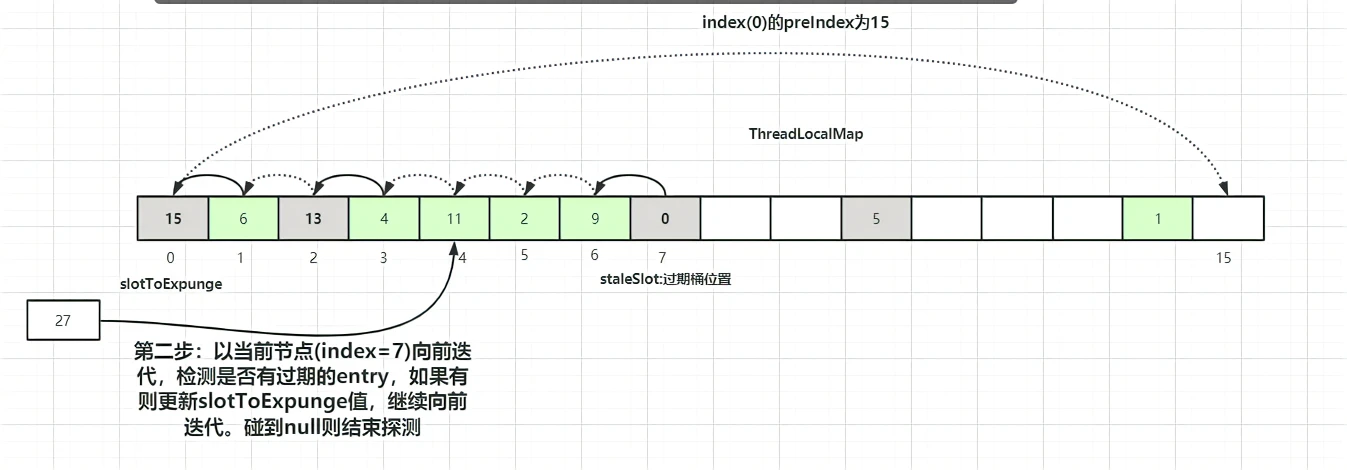 index(0)的preIndex为15
ThreadLocalMap
15 6 13 4 11 2 9 0 5 1
0 1 2 3 4 5 6 7 15
slotToExpunge
staleSlot:过期桶位置
27
第二步：以当前节点(index=7)向前迭
代，检测是否有过期的entry，如果有
则更新slotToExpunge值，继续向前
迭代。碰到null则结束探测